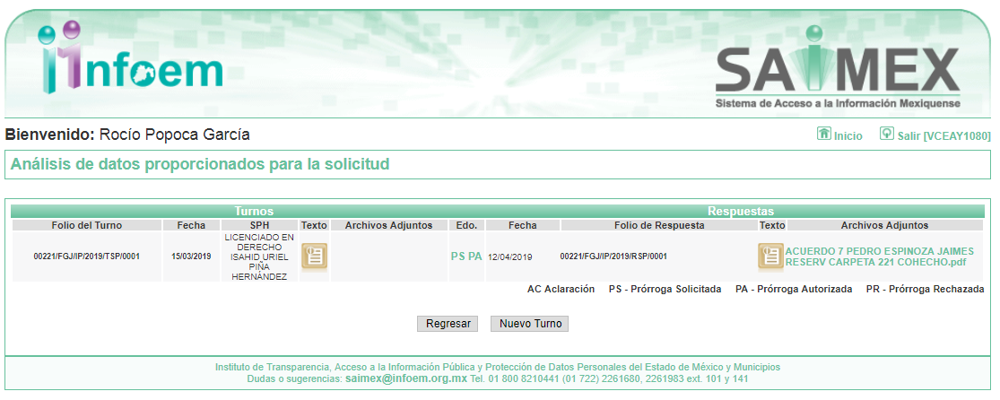 infoem
SAIMEX
Sistema de Acceso a la Información Mexiquense
Bienvenido: Rocío Popoca García
Inicio Salir [VCEAY1080]
Análisis de datos proporcionados para la solicitud
Turnos Respuestas
Folio del Turno Fecha SPH Texto Archivos Adjuntos Edo. Fecha Folio de Respuesta Texto Archivos Adjuntos
00221/FGJ/IP/2019/TSP/0001 15/03/2019
LICENCIADO EN
DERECHO
ISAHID URIEL
PIÑA
HERNÁNDEZ
PS PA 12/04/2019 00221/FGJ/IP/2019/RSP/0001
ACUERDO 7 PEDRO ESPINOZA JAIMES
RESERV CARPETA 221 COHECHO.pdf
AC Aclaración PS - Prórroga Solicitada PA - Prórroga Autorizada PR - Prórroga Rechazada
Regresar Nuevo Turno
Instituto de Transparencia, Acceso a la Información Pública y Protección de Datos Personales del Estado de México y Municipios
Dudas o sugerencias: saimex@infoem.org.mx Tel. 01 800 8210441 (01 722) 2261680, 2261983 ext. 101 y 141